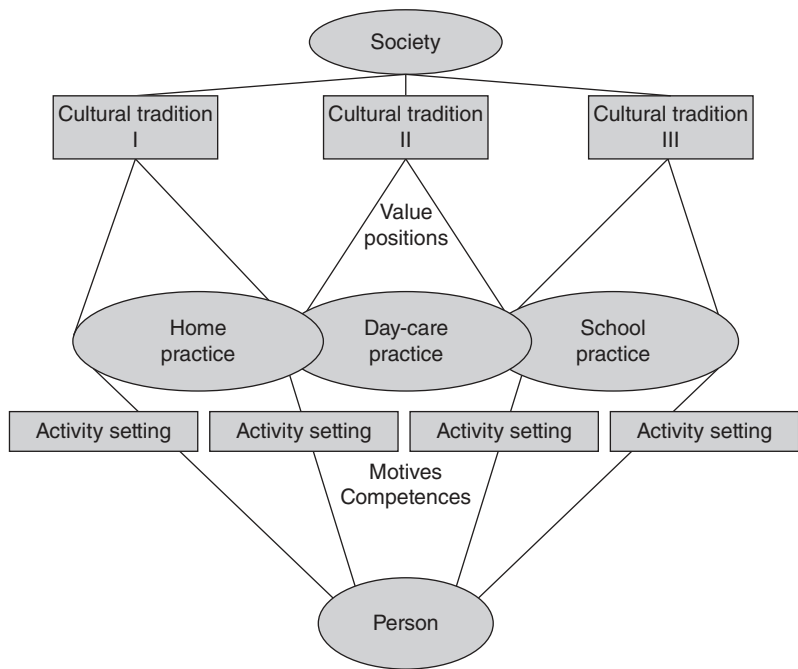 Society
Cultural tradition
I
Cultural tradition
II
Cultural tradition
III
Value
positions
Home
practice
Day-care
practice
School
practice
Activity setting
Activity setting
Activity setting
Activity setting
Motives
Competences
Person